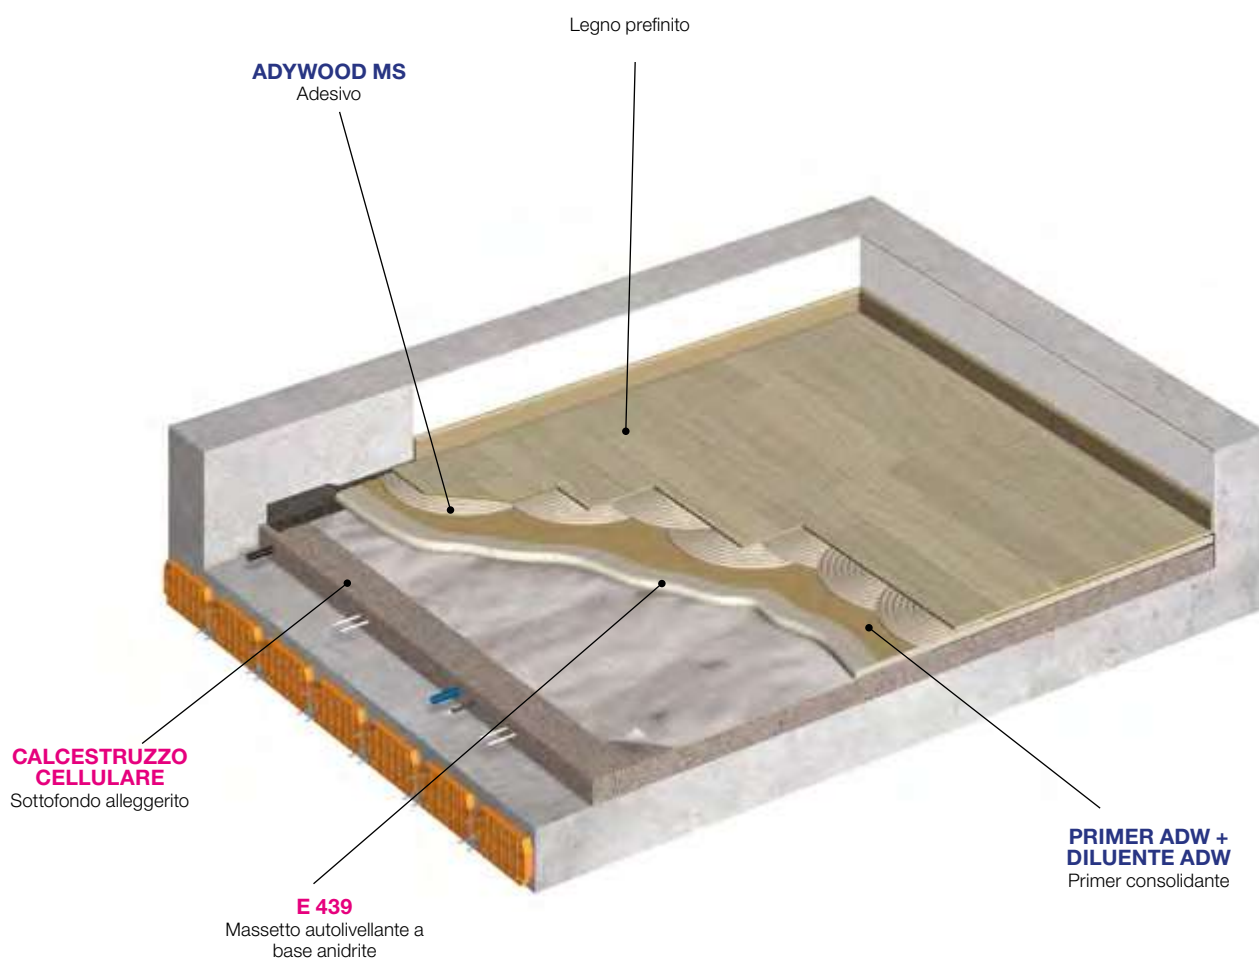 Legno prefinito
ADYWOOD MS
Adesivo
CALCESTRUZZO
CELLULARE
Sottofondo alleggerito
E 439
Massetto autolivellante a
base anidrite
PRIMER ADW +
DILUENTE ADW
Primer consolidante